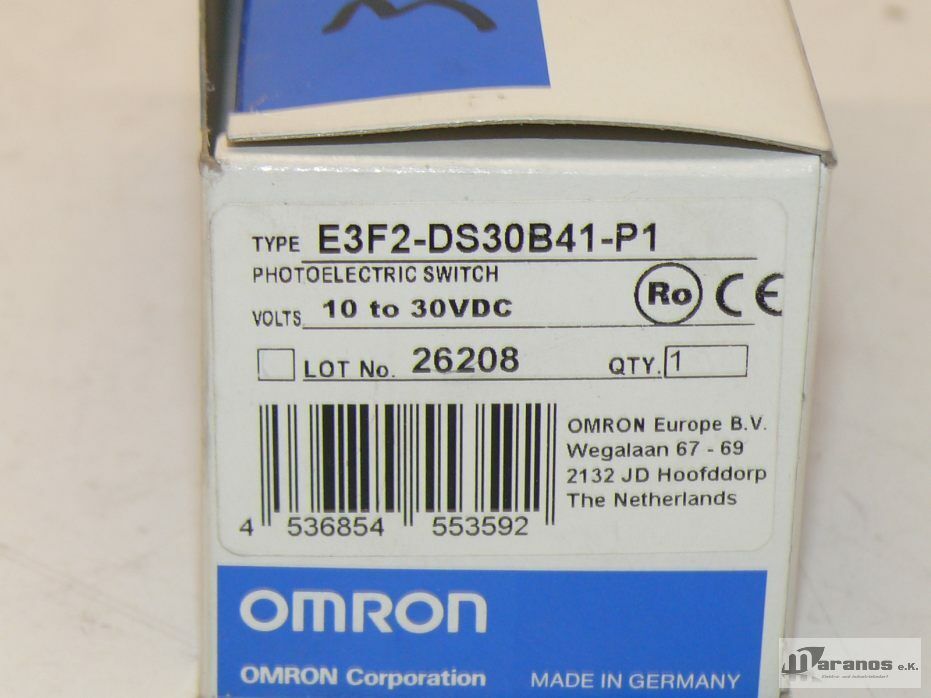 TYPE E3F2-DS30B41-P1
PHOTOELECTRIC SWITCH
VOLTS 10 to 30VDC
Ro CE
LOT No. 26208 QTY. 1
OMRON Europe B.V.
Wegalaan 67 - 69
2132 JD Hoofddorp
The Netherlands
4 536854 553592
OMRON
OMRON Corporation MADE IN GERMANY
Maranos e.K.